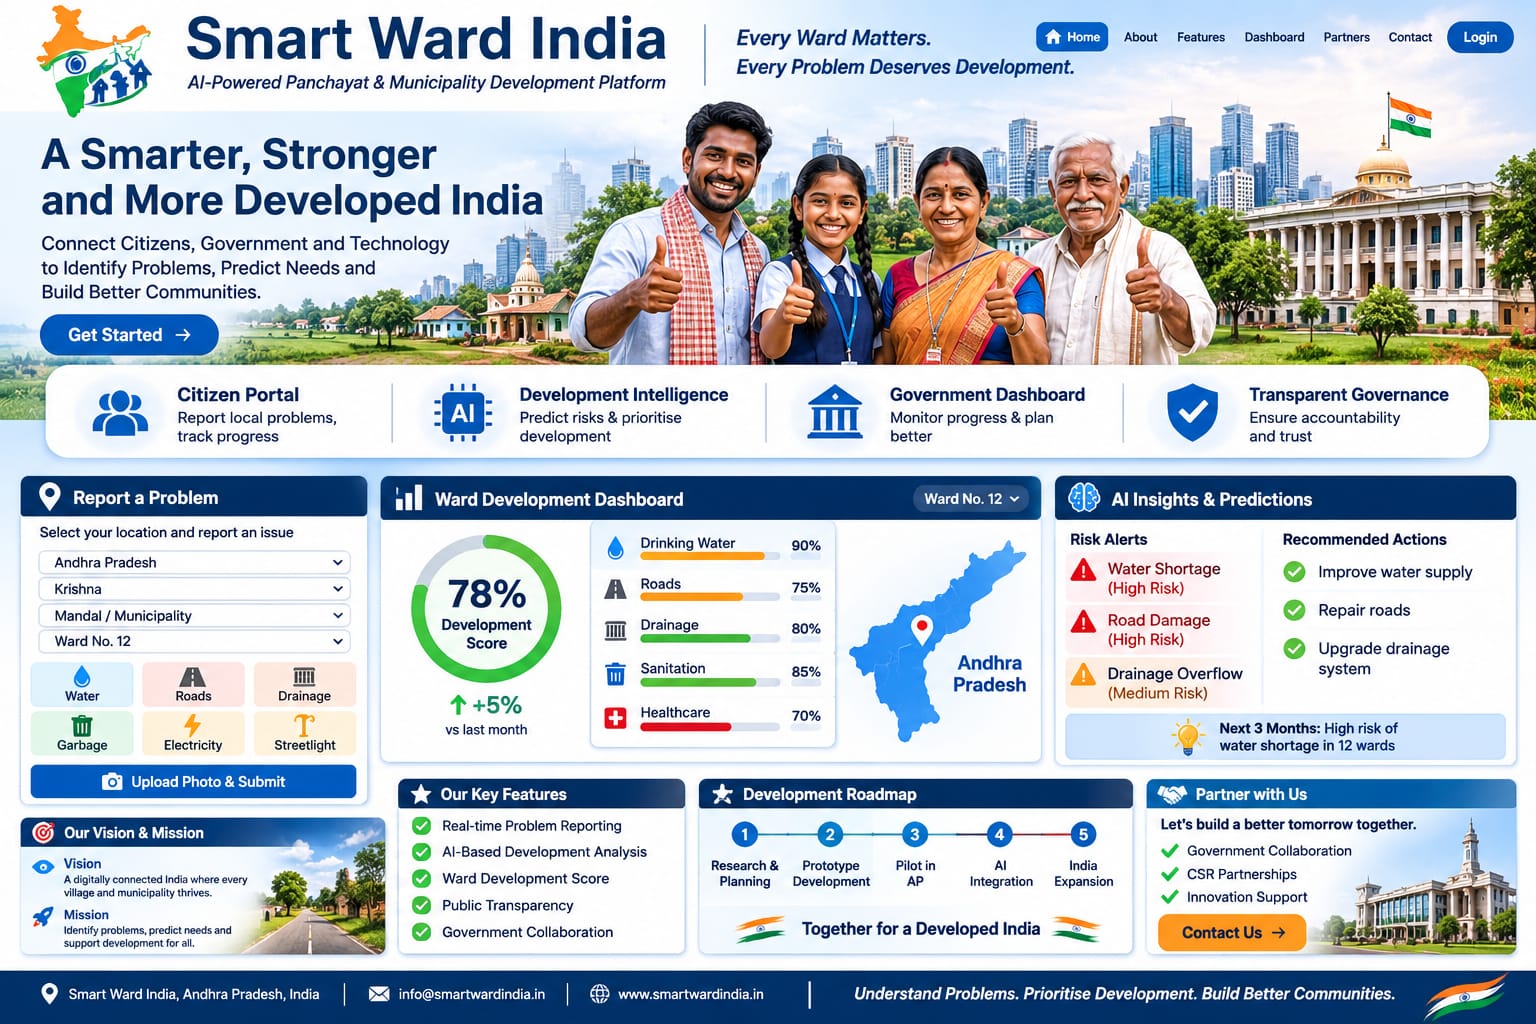 Smart Ward India
AI-Powered Panchayat & Municipality Development Platform
Every Ward Matters.
Every Problem Deserves Development.
Home
About
Features
Dashboard
Partners
Contact
Login
A Smarter, Stronger
and More Developed India
Connect Citizens, Government and Technology
to Identify Problems, Predict Needs and
Build Better Communities.
Get Started →
Citizen Portal
Report local problems,
track progress
AI
Development Intelligence
Predict risks & prioritise
development
Government Dashboard
Monitor progress & plan
better
Transparent Governance
Ensure accountability
and trust
Report a Problem
Select your location and report an issue
Andhra Pradesh
Krishna
Mandal / Municipality
Ward No. 12
Water
Roads
Drainage
Garbage
Electricity
Streetlight
Upload Photo & Submit
Ward Development Dashboard
Ward No. 12
78%
Development
Score
+5%
vs last month
Drinking Water 90%
Roads 75%
Drainage 80%
Sanitation 85%
Healthcare 70%
Andhra
Pradesh
AI Insights & Predictions
Risk Alerts
Water Shortage
(High Risk)
Road Damage
(High Risk)
Drainage Overflow
(Medium Risk)
Recommended Actions
Improve water supply
Repair roads
Upgrade drainage
system
Next 3 Months: High risk of
water shortage in 12 wards
Our Vision & Mission
Vision
A digitally connected India where every
village and municipality thrives.
Mission
Identify problems, predict needs and
support development for all.
Our Key Features
Real-time Problem Reporting
AI-Based Development Analysis
Ward Development Score
Public Transparency
Government Collaboration
Development Roadmap
1
Research &
Planning
2
Prototype
Development
3
Pilot in
AP
4
AI
Integration
5
India
Expansion
Together for a Developed India
Partner with Us
Let's build a better tomorrow together.
Government Collaboration
CSR Partnerships
Innovation Support
Contact Us →
Smart Ward India, Andhra Pradesh, India
info@smartwardindia.in
www.smartwardindia.in
Understand Problems. Prioritise Development. Build Better Communities.